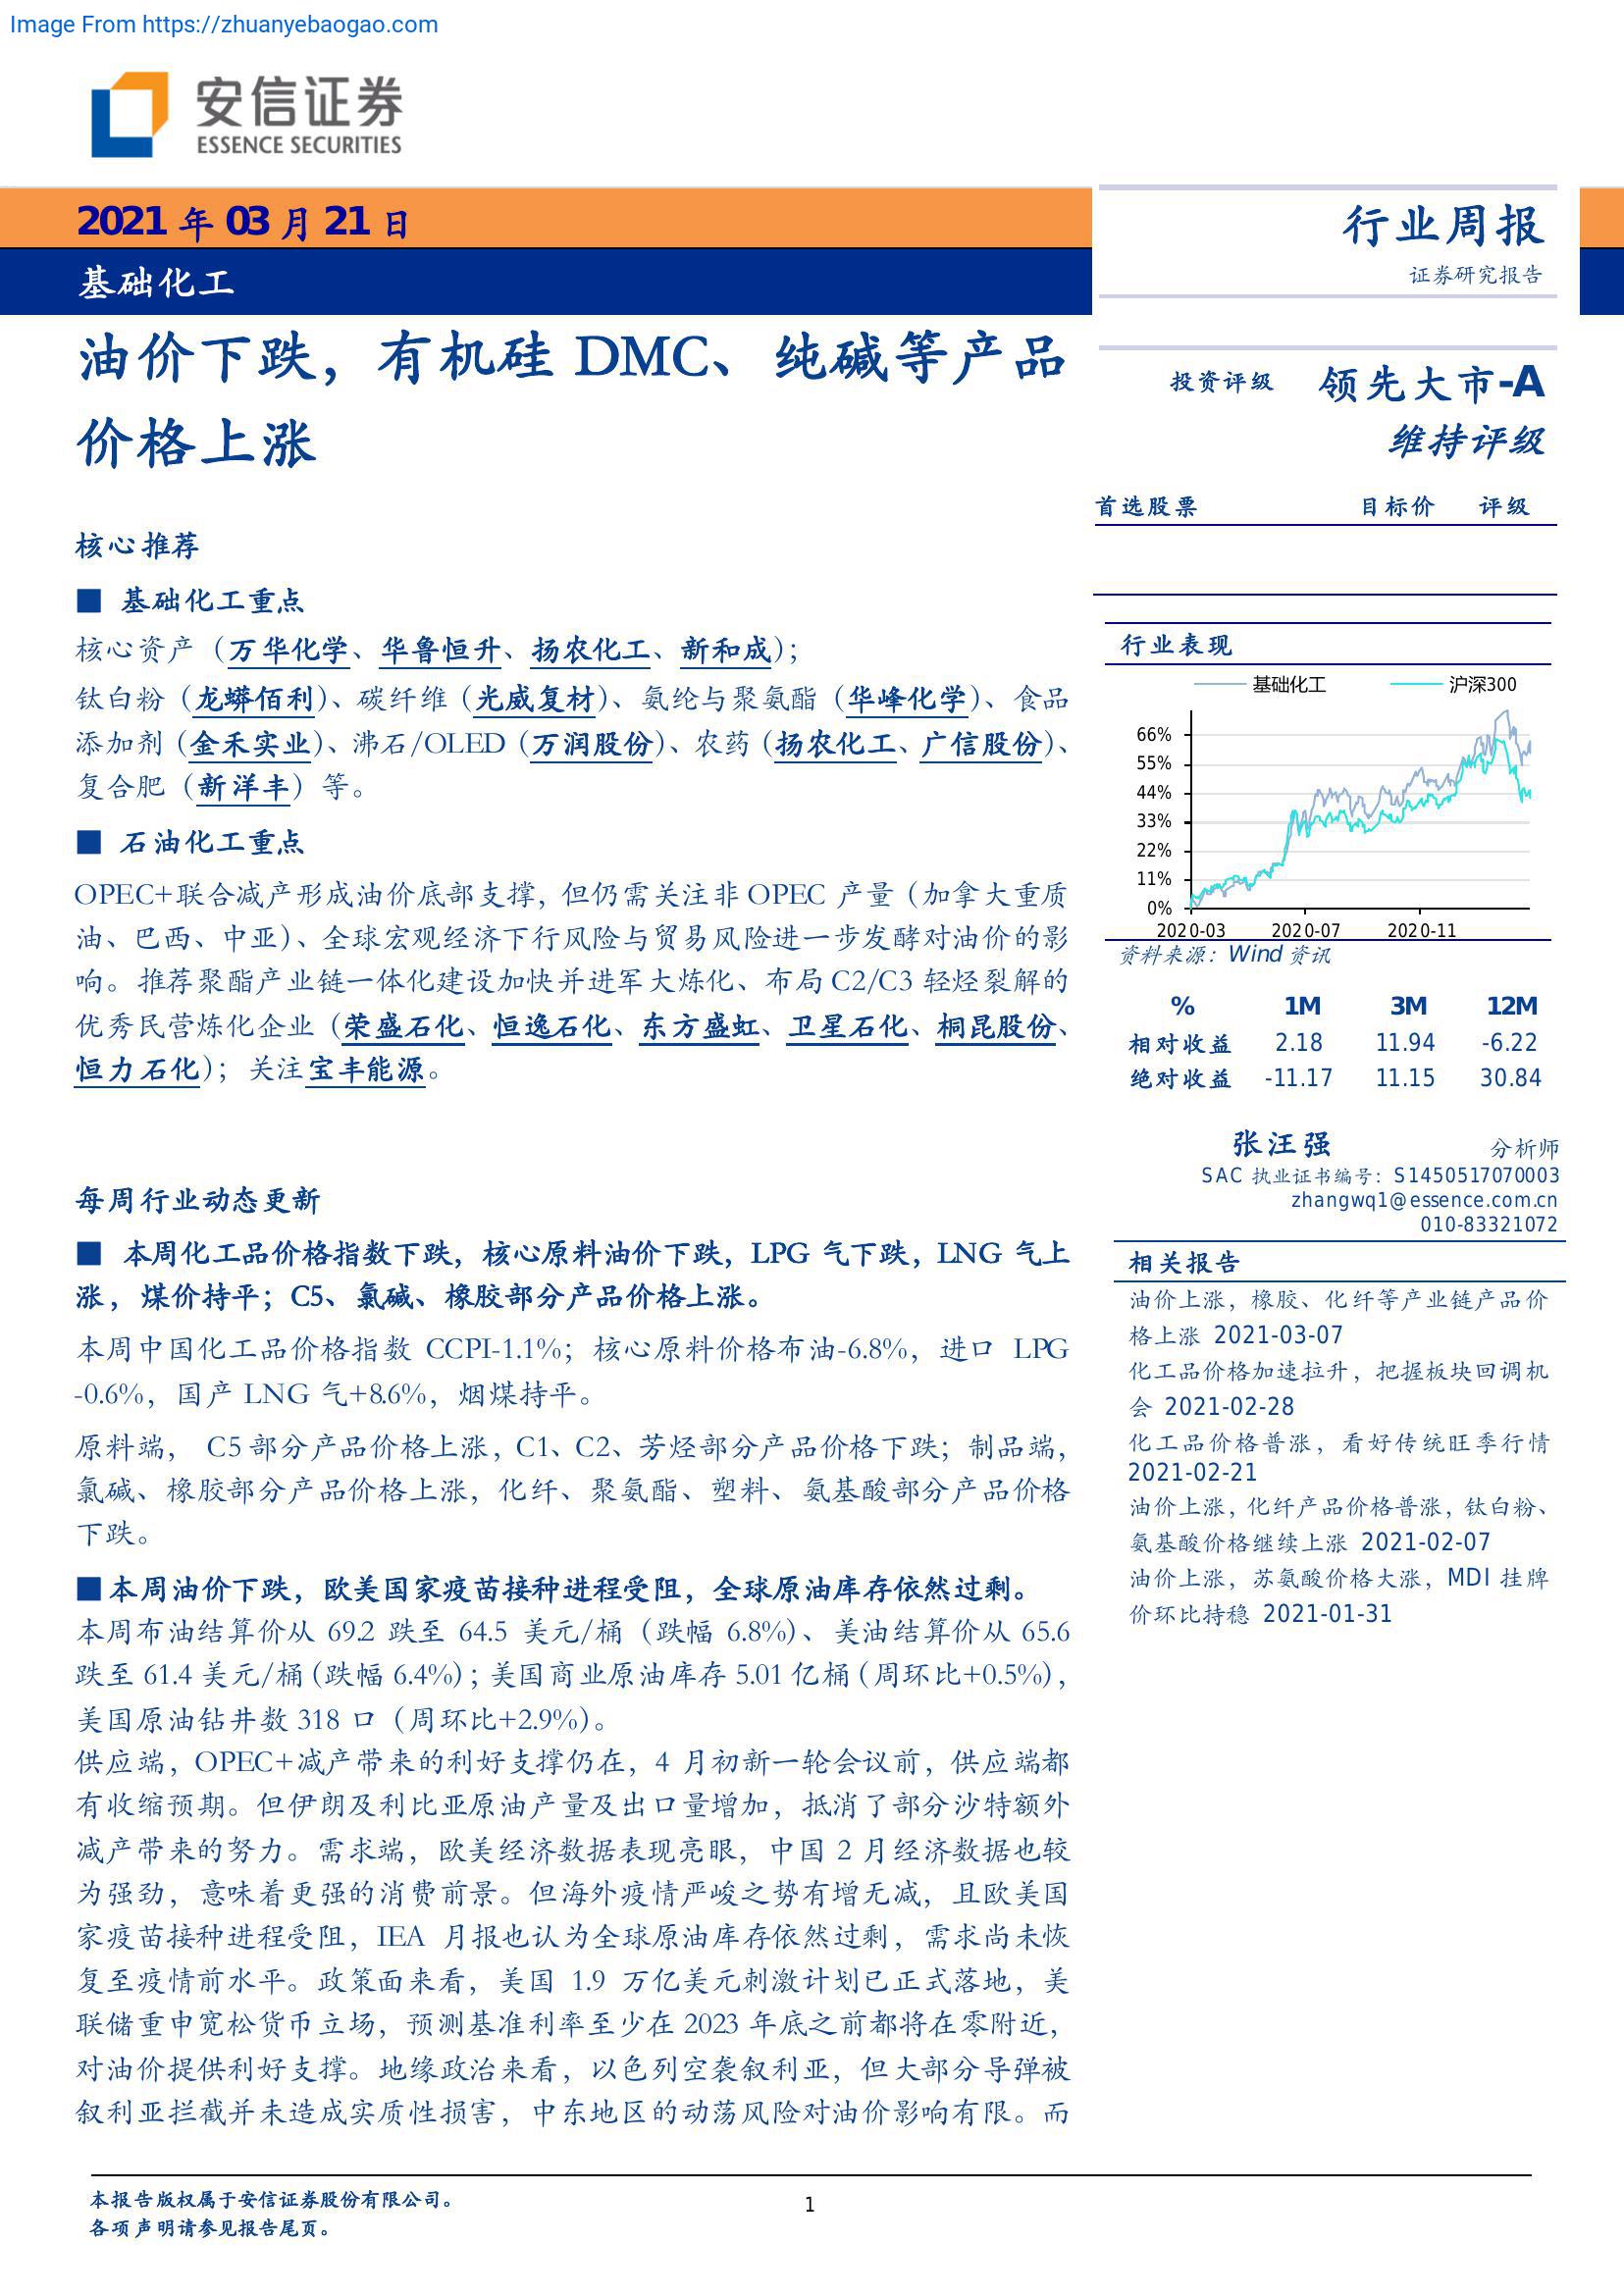 Image From https://zhuanyebaogao.com
安信证券
ESSENCE SECURITIES
2021 年 03 月 21 日
基础化工
行业周报
证券研究报告
油价下跌，有机硅 DMC、纯碱等产品
价格上涨
核心推荐
■ 基础化工重点
核心资产（万华化学、华鲁恒升、扬农化工、新和成）；
钛白粉（龙蟒佰利）、碳纤维（光威复材）、氨纶与聚氨酯（华峰化学）、食品
添加剂（金禾实业）、沸石/OLED（万润股份）、农药（扬农化工、广信股份）、
复合肥（新洋丰）等。
■ 石油化工重点
OPEC+联合减产形成油价底部支撑，但仍需关注非 OPEC 产量（加拿大重质
油、巴西、中亚）、全球宏观经济下行风险与贸易风险进一步发酵对油价的影
响。推荐聚酯产业链一体化建设加快并进军大炼化、布局 C2/C3 轻烃裂解的
优秀民营炼化企业（荣盛石化、恒逸石化、东方盛虹、卫星石化、桐昆股份、
恒力石化）；关注宝丰能源。
每周行业动态更新
■ 本周化工品价格指数下跌，核心原料油价下跌，LPG 气下跌，LNG 气上
涨，煤价持平；C5、氯碱、橡胶部分产品价格上涨。
本周中国化工品价格指数 CCPI-1.1%；核心原料价格布油-6.8%，进口 LPG
-0.6%，国产 LNG 气+8.6%，烟煤持平。
原料端， C5 部分产品价格上涨，C1、C2、芳烃部分产品价格下跌；制品端，
氯碱、橡胶部分产品价格上涨，化纤、聚氨酯、塑料、氨基酸部分产品价格
下跌。
■ 本周油价下跌，欧美国家疫苗接种进程受阻，全球原油库存依然过剩。
本周布油结算价从 69.2 跌至 64.5 美元/桶（跌幅 6.8%）、美油结算价从 65.6
跌至 61.4 美元/桶（跌幅 6.4%）；美国商业原油库存 5.01 亿桶（周环比+0.5%），
美国原油钻井数 318 口（周环比+2.9%）。
供应端，OPEC+减产带来的利好支撑仍在，4 月初新一轮会议前，供应端都
有收缩预期。但伊朗及利比亚原油产量及出口量增加，抵消了部分沙特额外
减产带来的努力。需求端，欧美经济数据表现亮眼，中国 2 月经济数据也较
为强劲，意味着更强的消费前景。但海外疫情严峻之势有增无减，且欧美国
家疫苗接种进程受阻，IEA 月报也认为全球原油库存依然过剩，需求尚未恢
复至疫情前水平。政策面来看，美国 1.9 万亿美元刺激计划已正式落地，美
联储重申宽松货币立场，预测基准利率至少在 2023 年底之前都将在零附近，
对油价提供利好支撑。地缘政治来看，以色列空袭叙利亚，但大部分导弹被
叙利亚拦截并未造成实质性损害，中东地区的动荡风险对油价影响有限。而
投资评级 领先大市-A
维持评级
首选股票 目标价 评级
行业表现
基础化工 沪深300
66%
55%
44%
33%
22%
11%
0%
2020-03 2020-07 2020-11
资料来源：Wind 资讯
% 1M 3M 12M
相对收益 2.18 11.94 -6.22
绝对收益 -11.17 11.15 30.84
张汪强 分析师
SAC 执业证书编号：S1450517070003
zhangwq1@essence.com.cn
010-83321072
相关报告
油价上涨，橡胶、化纤等产业链产品价
格上涨 2021-03-07
化工品价格加速拉升，把握板块回调机
会 2021-02-28
化工品价格普涨，看好传统旺季行情
2021-02-21
油价上涨，化纤产品价格普涨，钛白粉、
氨基酸价格继续上涨 2021-02-07
油价上涨，苏氨酸价格大涨，MDI 挂牌
价环比持稳 2021-01-31
本报告版权属于安信证券股份有限公司。
各项声明请参见报告尾页。
1